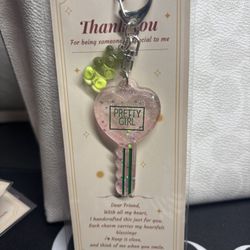 Thank you
For being someone special to me
PRETTY
GIRL
Dear Friend,
With all my heart,
I handcrafted this just for you.
Each charm carries my heartfelt
blessings
Keep it close,
and think of me when you smile.